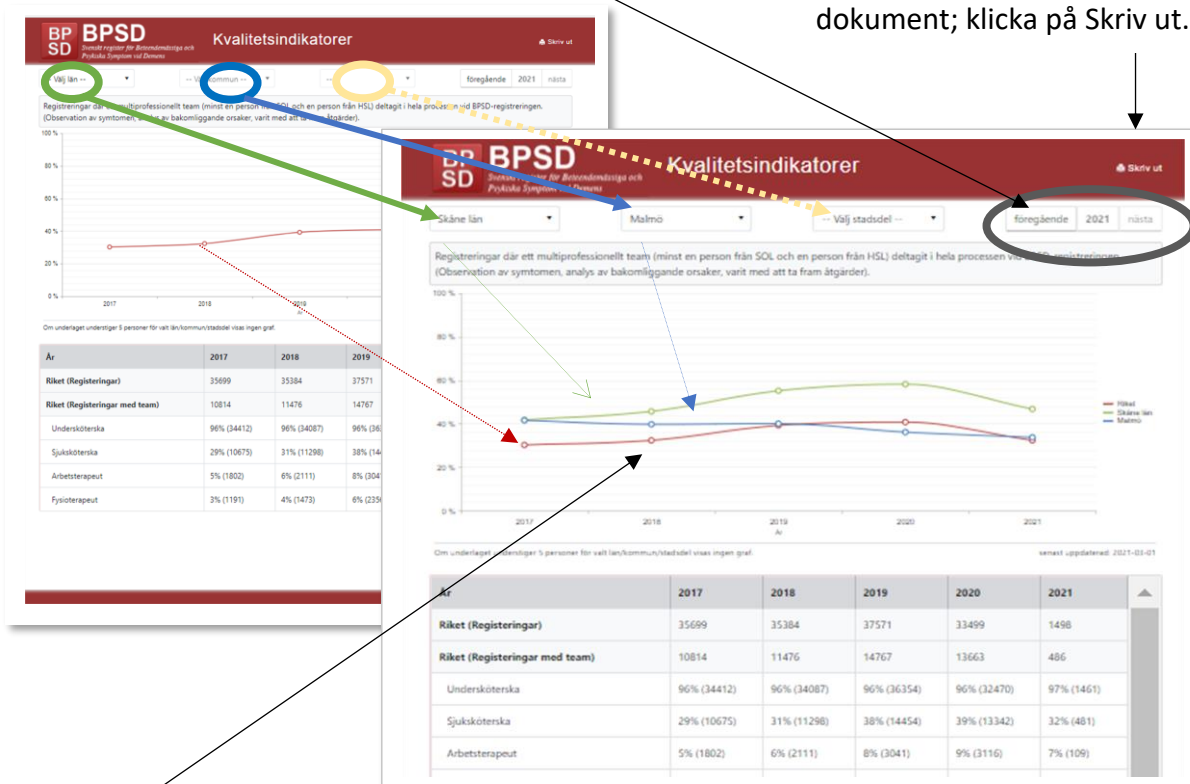 dokument; klicka på Skriv ut.
BP SD
BPSD
Svenskt register för Beteendemässiga och
Psykiska Symptom vid Demens
Kvalitetsindikatorer
Skriv ut
-- Välj län --
kommun --
föregående 2021 nästa
Registreringar där ett multiprofessionellt team (minst en person från SOL och en person från HSL) deltagit i hela processen vid BPSD-registreringen.
(Observation av symtomen, analys av bakomliggande orsaker, varit med att ta fram åtgärder).
100 %
80 %
60 %
40 %
20 %
0 %
2017 2018 2019
År
Om underlaget understiger 5 personer för valt län/kommun/stadsdel visas ingen graf.
År 2017 2018 2019
Riket (Registeringar) 35699 35384 37571
Riket (Registeringar med team) 10814 11476 14767
Undersköterska 96% (34412) 96% (34087) 96% (36
Sjuksköterska 29% (10675) 31% (11298) 38% (14
Arbetsterapeut 5% (1802) 6% (2111) 8% (304
Fysioterapeut 3% (1191) 4% (1473) 6% (235
BP SD
BPSD
Svenskt register för Beteendemässiga och
Psykiska Symptom vid Demens
Kvalitetsindikatorer
Skriv ut
Skåne län
Malmö
-- Välj stadsdel --
föregående 2021 nästa
Registreringar där ett multiprofessionellt team (minst en person från SOL och en person från HSL) deltagit i hela processen vid BPSD-registreringen.
(Observation av symtomen, analys av bakomliggande orsaker, varit med att ta fram åtgärder).
100 %
80 %
60 %
40 %
20 %
0 %
Riket
Skåne län
Malmö
2017 2018 2019 2020 2021
År
Om underlaget understiger 5 personer för valt län/kommun/stadsdel visas ingen graf.
senast uppdaterad: 2021-03-01
År 2017 2018 2019 2020 2021
Riket (Registeringar) 35699 35384 37571 33499 1498
Riket (Registeringar med team) 10814 11476 14767 13663 486
Undersköterska 96% (34412) 96% (34087) 96% (36354) 96% (32470) 97% (1461)
Sjuksköterska 29% (10675) 31% (11298) 38% (14454) 39% (13342) 32% (481)
Arbetsterapeut 5% (1802) 6% (2111) 8% (3041) 9% (3116) 7% (109)